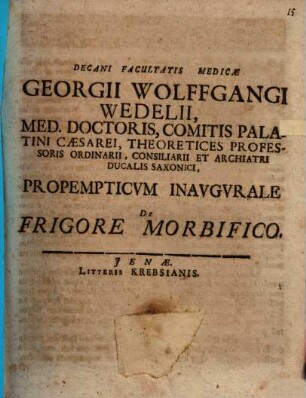 15
DECANI FACULTATIS MEDICÆ
GEORGII WOLFFGANGI
WEDELII,
MED. DOCTORIS, COMITIS PALA-
TINI CÆSAREI, THEORETICES PROFES-
SORIS ORDINARII, CONSILIARII ET ARCHIATRI
DUCALIS SAXONICI,
PROPEMPTICVM INAVGVRALE
De
FRIGORE MORBIFICO.
JENÆ.
LITTERIS KREBSIANIS.